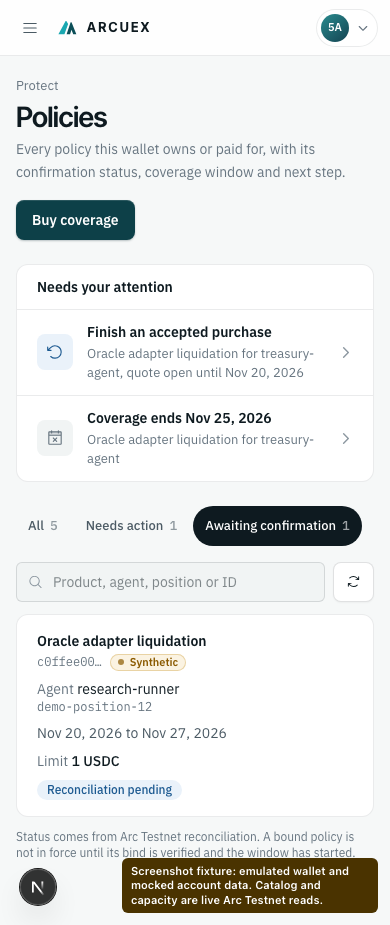 ARCUEX
5A
Protect
Policies
Every policy this wallet owns or paid for, with its
confirmation status, coverage window and next step.
Buy coverage
Needs your attention
Finish an accepted purchase
Oracle adapter liquidation for treasury-
agent, quote open until Nov 20, 2026
Coverage ends Nov 25, 2026
Oracle adapter liquidation for treasury-
agent
All 5 Needs action 1 Awaiting confirmation 1
Product, agent, position or ID
Oracle adapter liquidation
c0ffee00… Synthetic
Agent research-runner
demo-position-12
Nov 20, 2026 to Nov 27, 2026
Limit 1 USDC
Reconciliation pending
Status comes from Arc Testnet reconciliation. A bound policy is
not in force until its bind is verified and the window has started.
N
Screenshot fixture: emulated wallet and
mocked account data. Catalog and
capacity are live Arc Testnet reads.